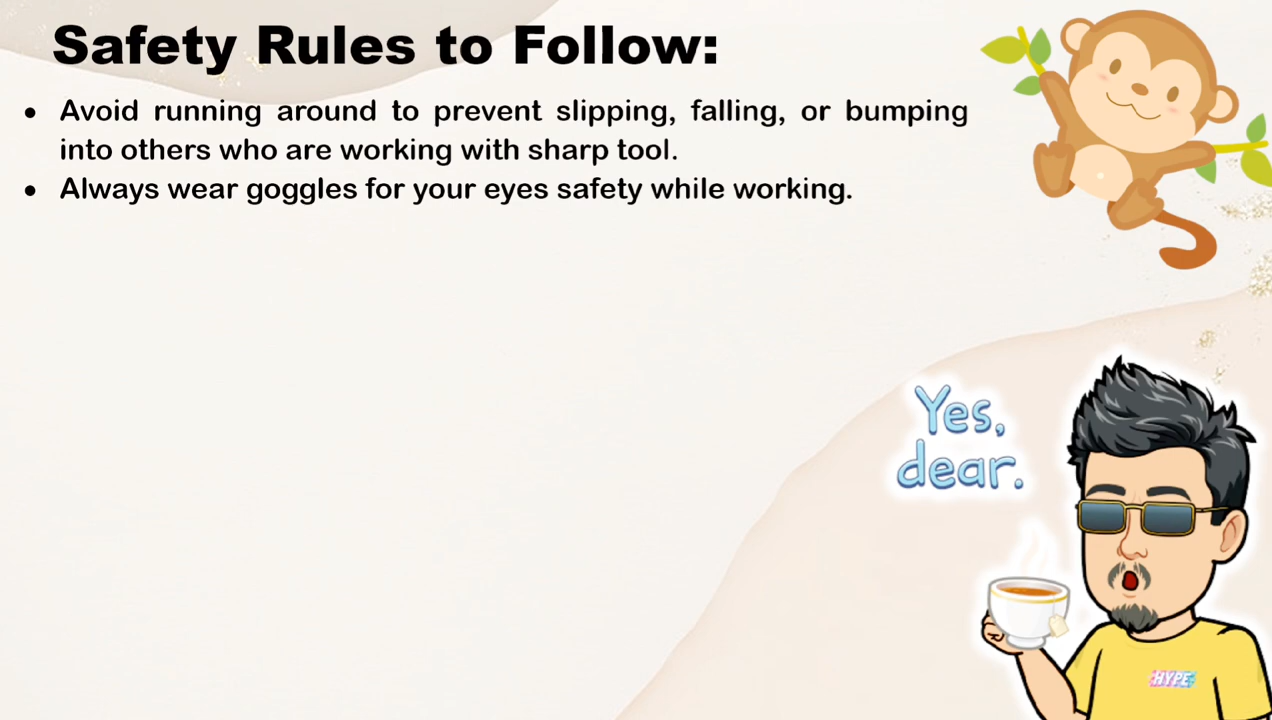 Safety Rules to Follow:
• Avoid running around to prevent slipping, falling, or bumping
into others who are working with sharp tool.
• Always wear goggles for your eyes safety while working.
Yes,
dear.
HYPE